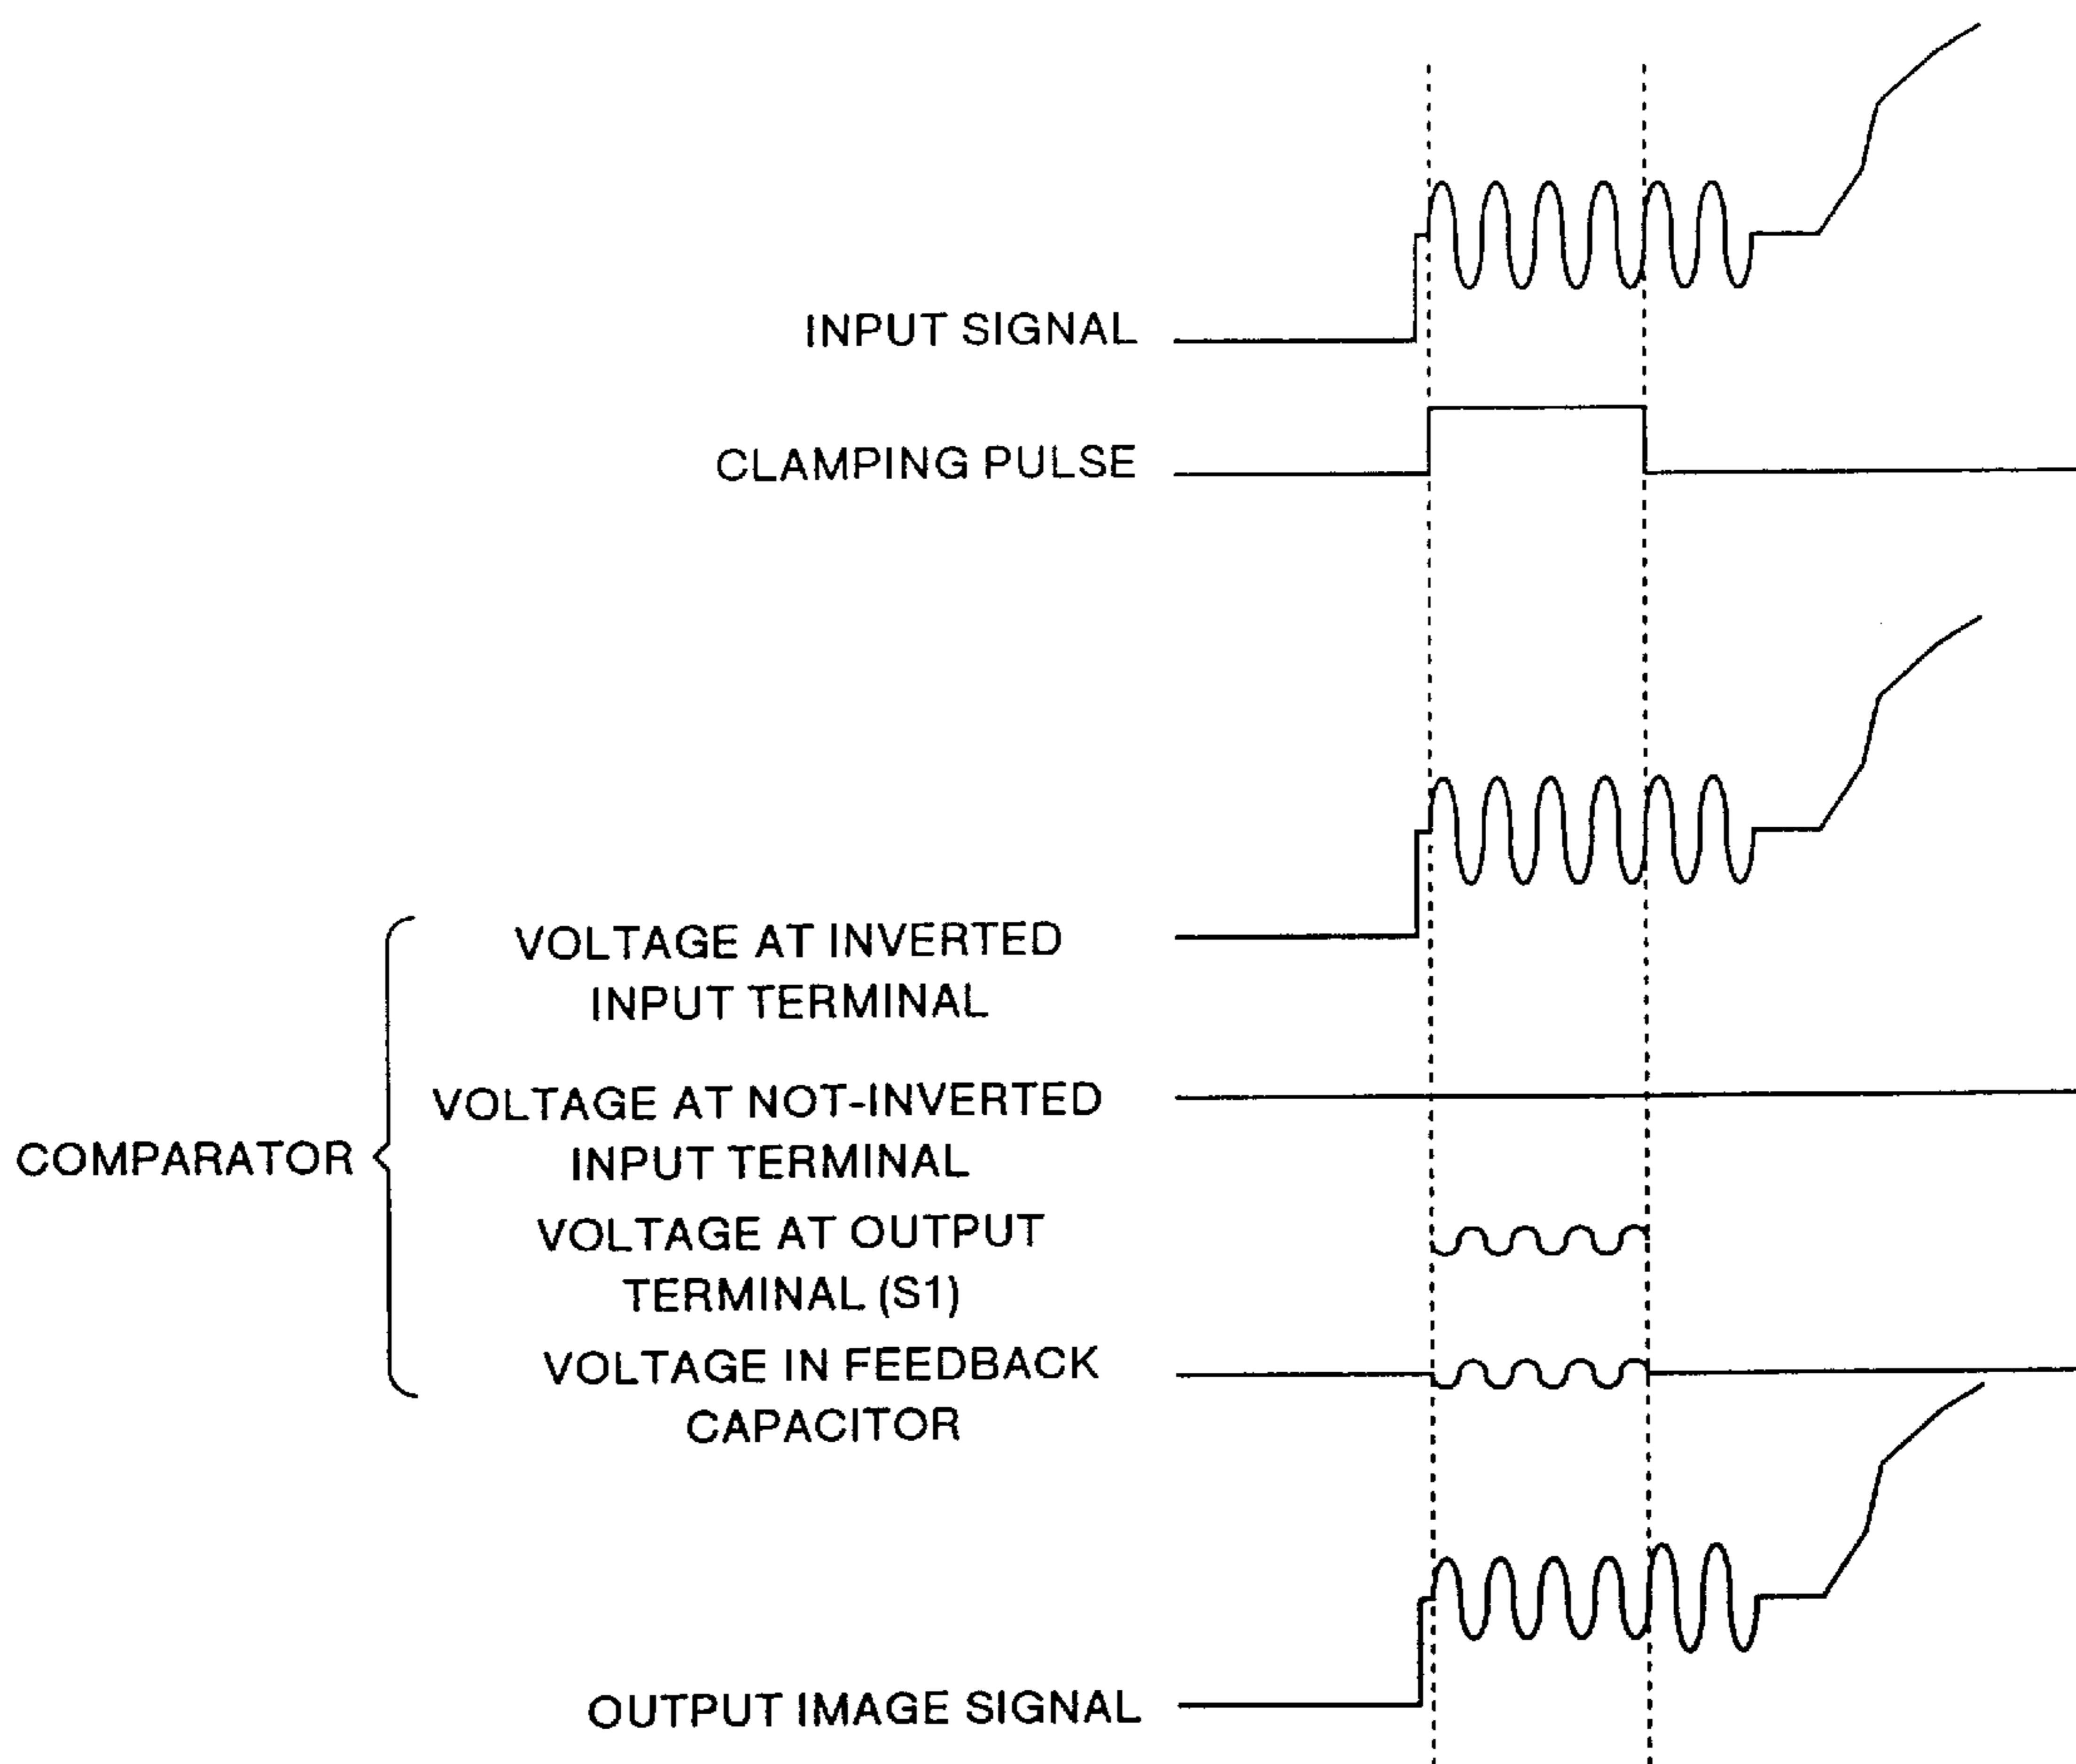 INPUT SIGNAL
CLAMPING PULSE
COMPARATOR
VOLTAGE AT INVERTED
INPUT TERMINAL
VOLTAGE AT NOT-INVERTED
INPUT TERMINAL
VOLTAGE AT OUTPUT
TERMINAL (S1)
VOLTAGE IN FEEDBACK
CAPACITOR
OUTPUT IMAGE SIGNAL